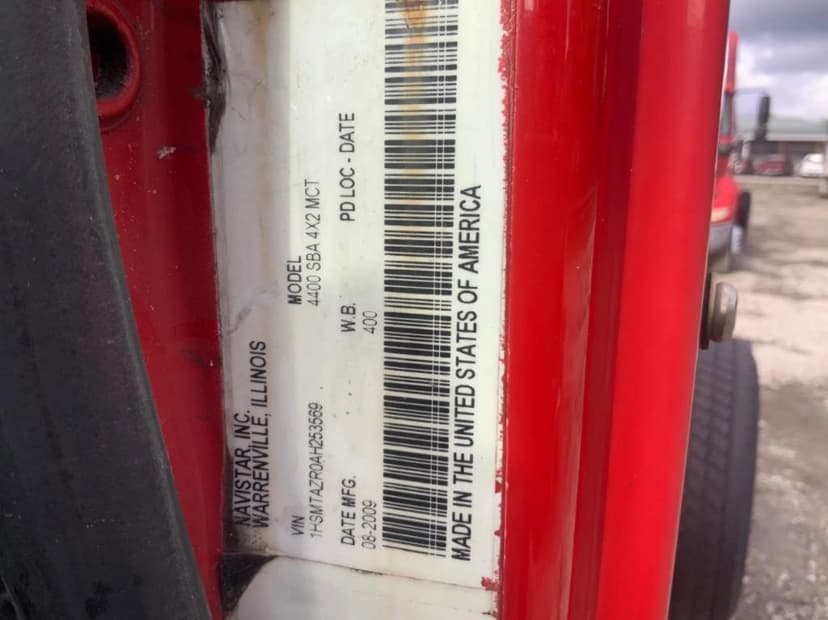 NAVISTAR, INC.
WARRENVILLE, ILLINOIS
VIN MODEL
1HSMTAZR0AH253569 4400 SBA 4X2 MCT
DATE MFG. W.B. PD LOC - DATE
08-2009 400
MADE IN THE UNITED STATES OF AMERICA